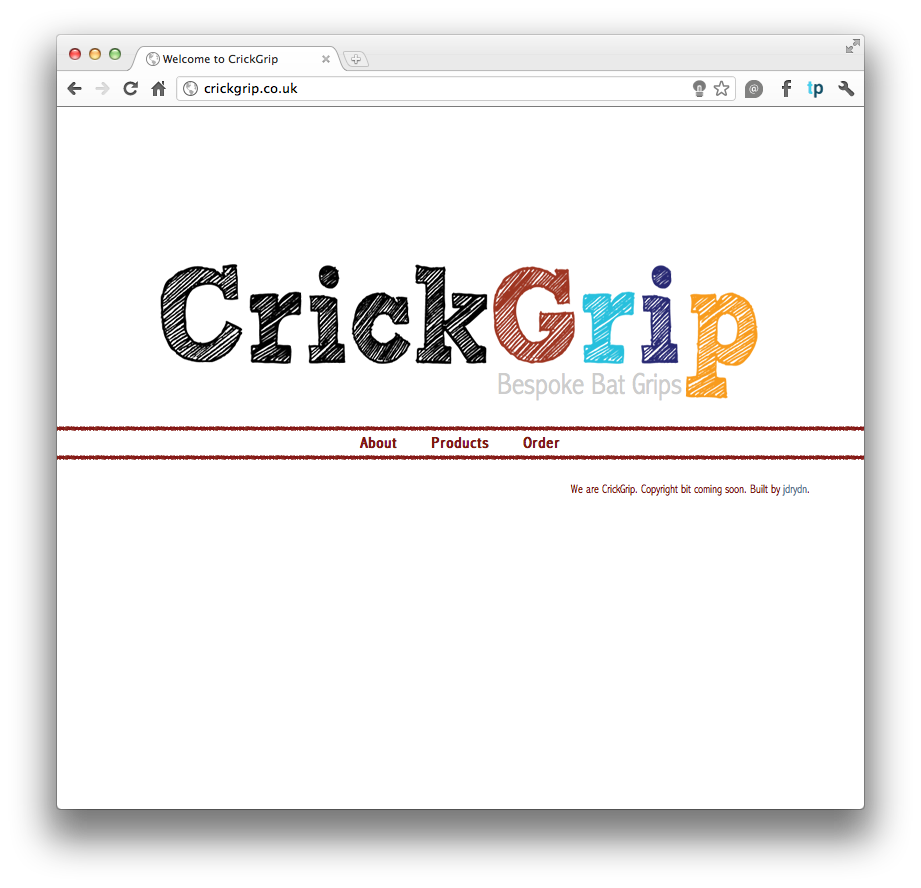 Welcome to CrickGrip
crickgrip.co.uk
@ f tp
CrickGrip
Bespoke Bat Grips
About Products Order
We are CrickGrip. Copyright bit coming soon. Built by jdrydn.